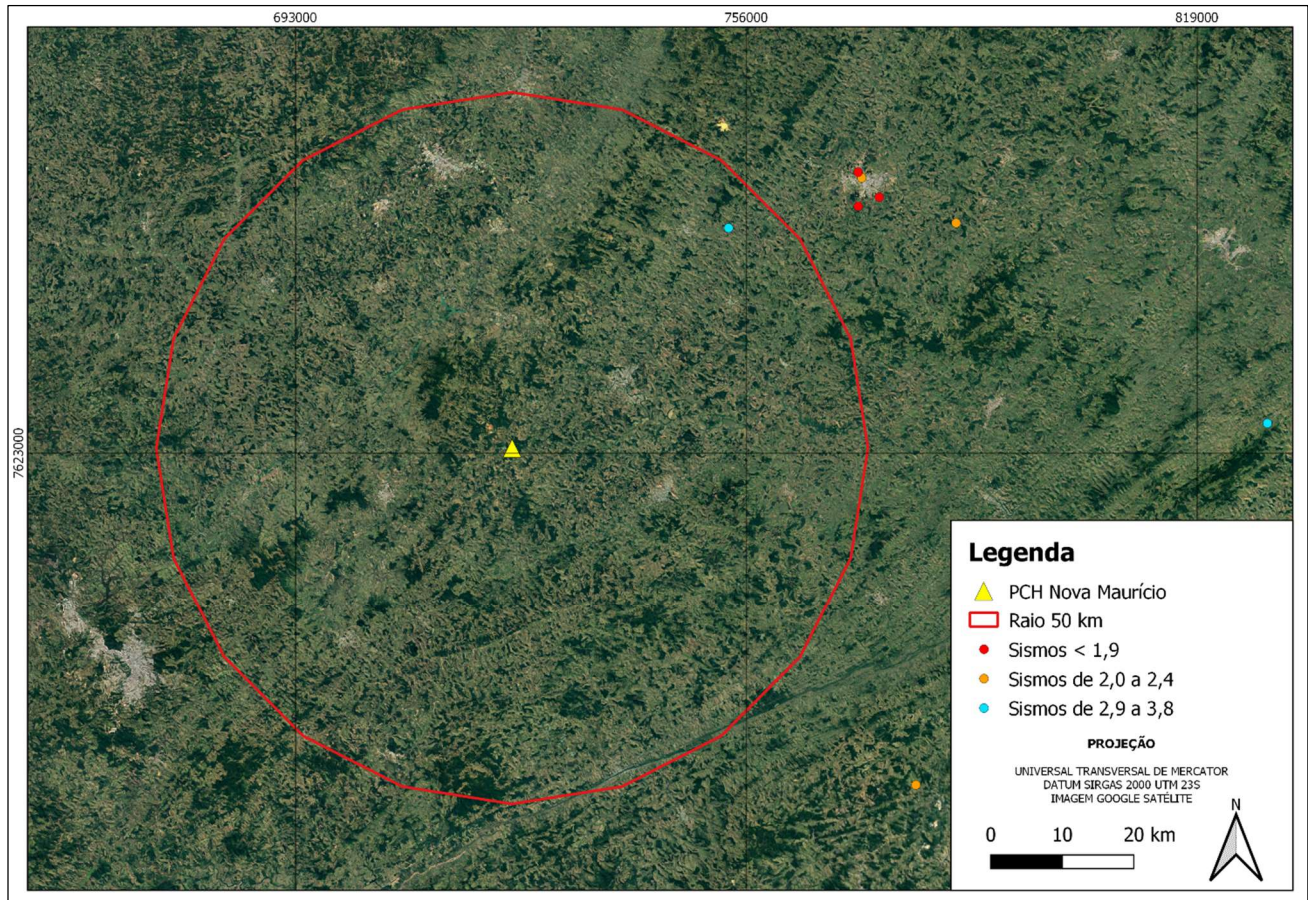 693000
756000
819000
7623000
Legenda
PCH Nova Maurício
Raio 50 km
Sismos < 1,9
Sismos de 2,0 a 2,4
Sismos de 2,9 a 3,8
PROJEÇÃO
UNIVERSAL TRANSVERSAL DE MERCATOR
DATUM SIRGAS 2000 UTM 23S
IMAGEM GOOGLE SATÉLITE
N
0 10 20 km